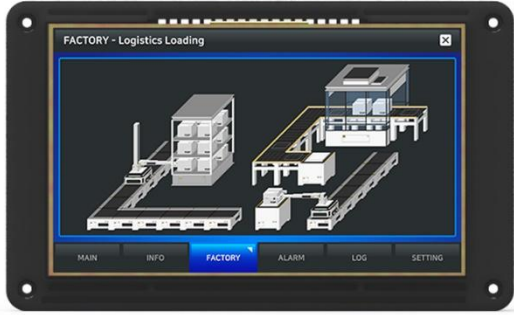 FACTORY - Logistics Loading
MAIN INFO FACTORY ALARM LOG SETTING